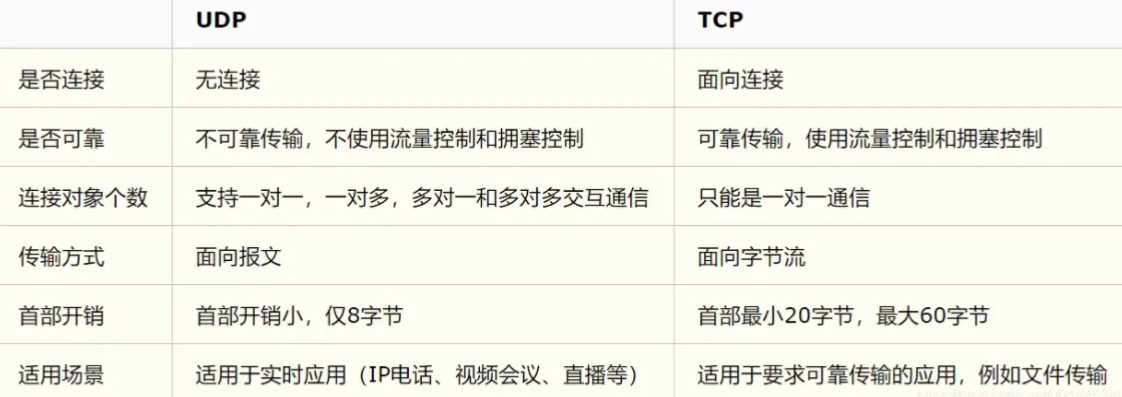 UDP TCP
是否连接 无连接 面向连接
是否可靠 不可靠传输，不使用流量控制和拥塞控制 可靠传输，使用流量控制和拥塞控制
连接对象个数 支持一对一，一对多，多对一和多对多交互通信 只能是一对一通信
传输方式 面向报文 面向字节流
首部开销 首部开销小，仅8字节 首部最小20字节，最大60字节
适用场景 适用于实时应用（IP电话、视频会议、直播等） 适用于要求可靠传输的应用，例如文件传输